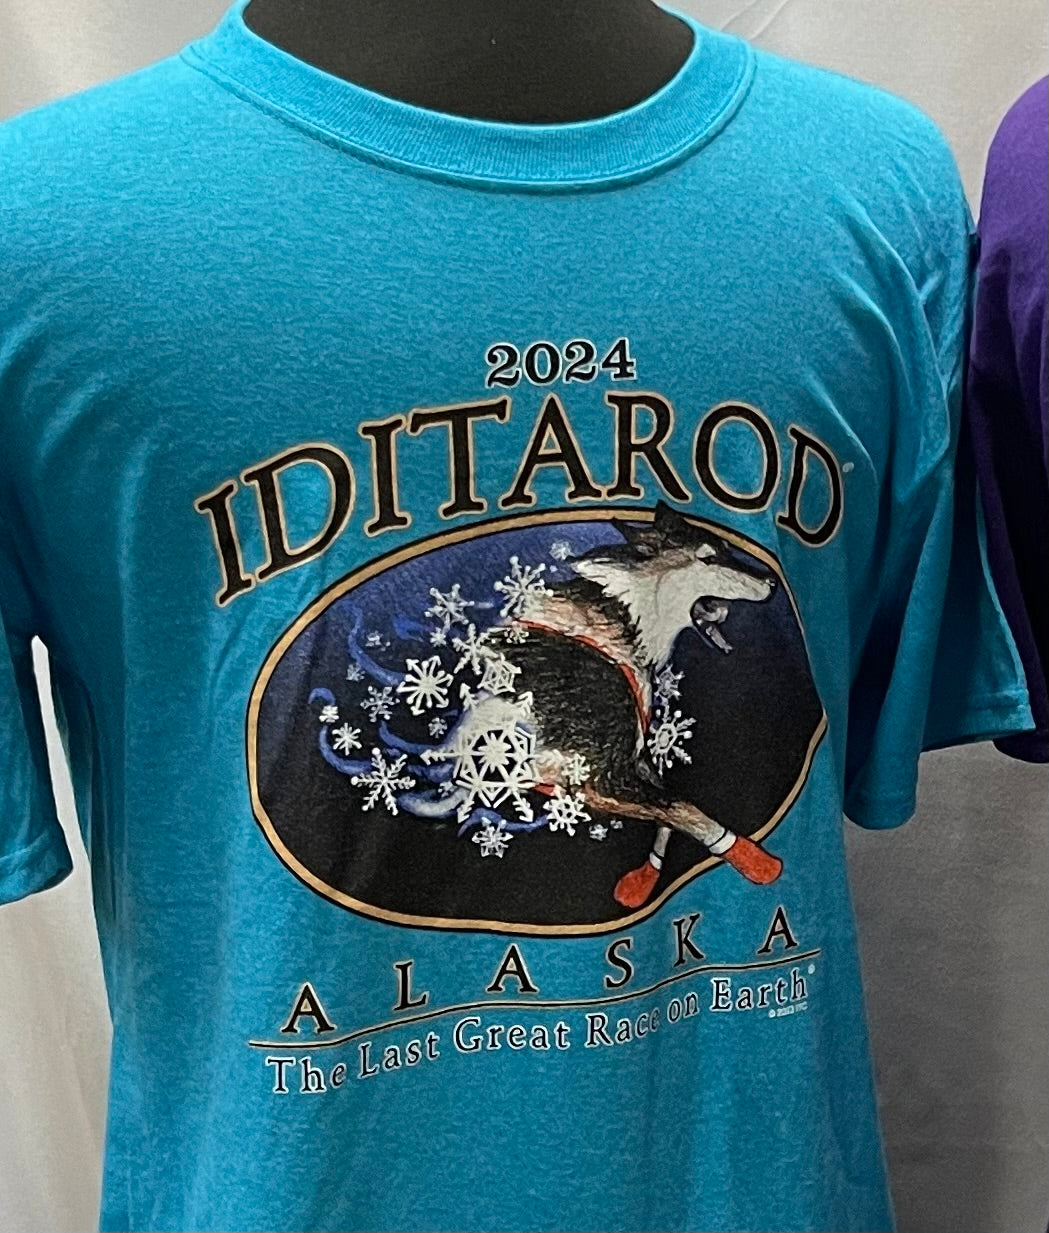 2024
IDITAROD
ALASKA
The Last Great Race on Earth®